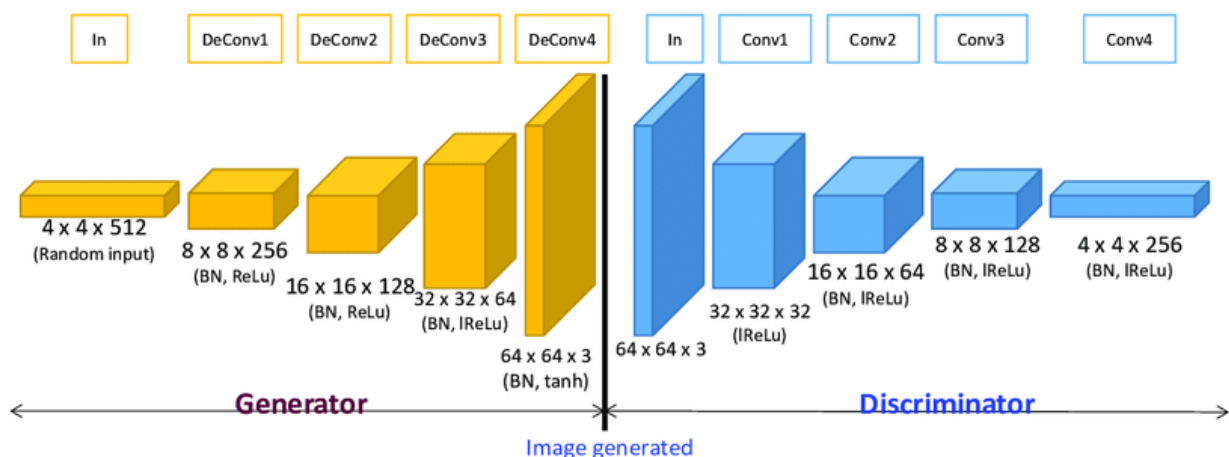 In
DeConv1
DeConv2
DeConv3
DeConv4
In
Conv1
Conv2
Conv3
Conv4
4 x 4 x 512
(Random input)
8 x 8 x 256
(BN, ReLu)
16 x 16 x 128
(BN, ReLu)
32 x 32 x 64
(BN, lReLu)
64 x 64 x 3
(BN, tanh)
64 x 64 x 3
32 x 32 x 32
(lReLu)
16 x 16 x 64
(BN, lReLu)
8 x 8 x 128
(BN, lReLu)
4 x 4 x 256
(BN, lReLu)
Generator
Discriminator
Image generated